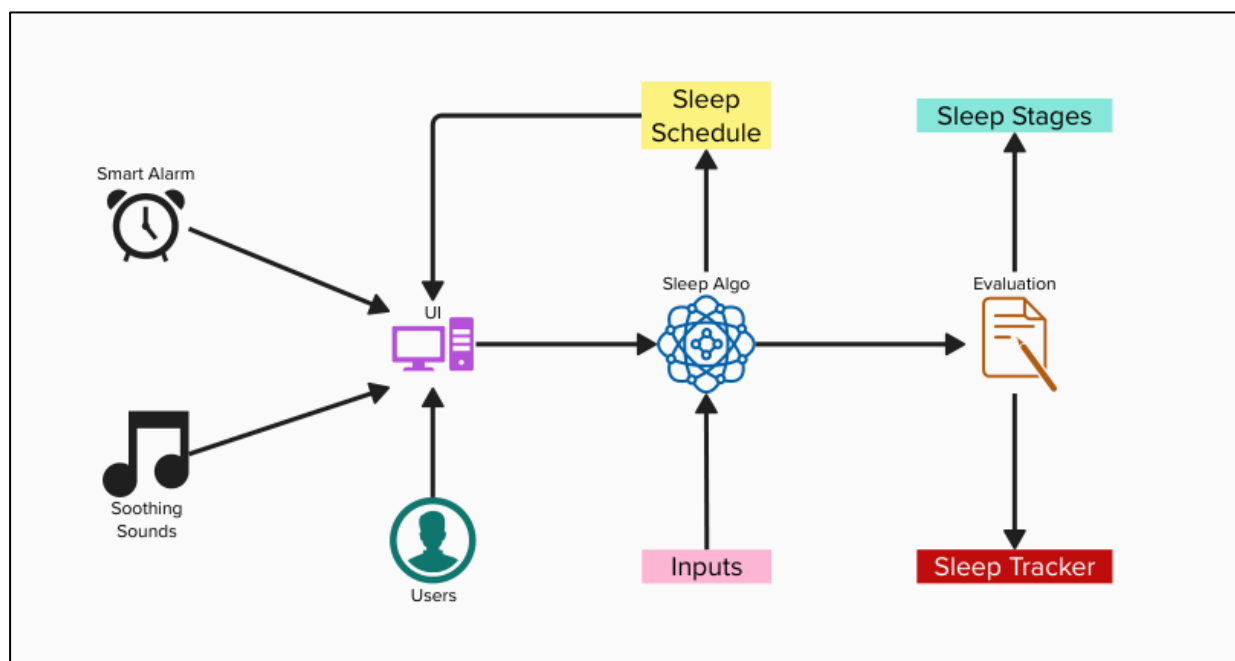 Sleep
Schedule
Sleep Stages
Smart Alarm
UI
Sleep Algo
Evaluation
Soothing
Sounds
Users
Inputs
Sleep Tracker